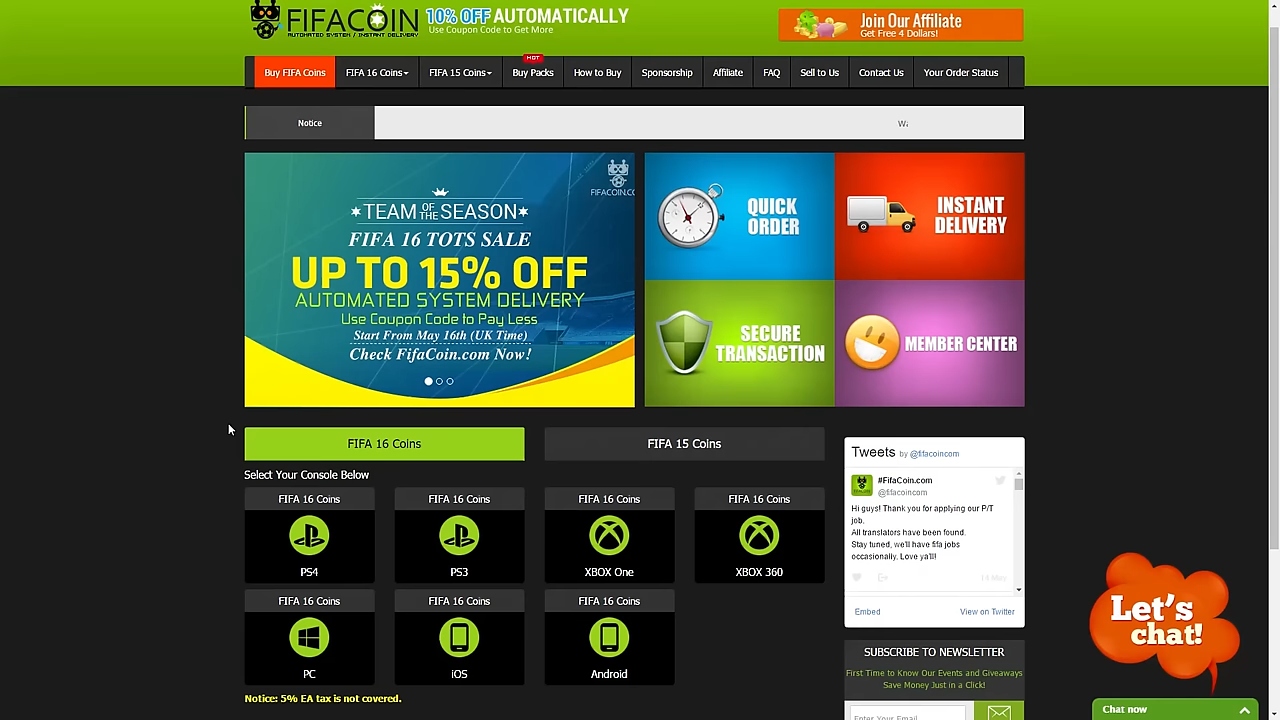 FIFACOIN
AUTOMATED SYSTEM / INSTANT DELIVERY
10% OFF AUTOMATICALLY
Use Coupon Code to Get More
Join Our Affiliate
Get Free 4 Dollars!
HOT
Buy FIFA Coins
FIFA 16 Coins
FIFA 15 Coins
Buy Packs
How to Buy
Sponsorship
Affiliate
FAQ
Sell to Us
Contact Us
Your Order Status
Notice
FIFACOIN.CO
TEAM OF THE SEASON
FIFA 16 TOTS SALE
UP TO 15% OFF
AUTOMATED SYSTEM DELIVERY
Use Coupon Code to Pay Less
Start From May 16th (UK Time)
Check FifaCoin.com Now!
QUICK
ORDER
INSTANT
DELIVERY
SECURE
TRANSACTION
MEMBER CENTER
FIFA 16 Coins
FIFA 15 Coins
Select Your Console Below
FIFA 16 Coins
PS4
FIFA 16 Coins
PS3
FIFA 16 Coins
XBOX One
FIFA 16 Coins
XBOX 360
FIFA 16 Coins
PC
FIFA 16 Coins
iOS
FIFA 16 Coins
Android
Notice: 5% EA tax is not covered.
Tweets by @fifacoincom
#FifaCoin.com
@fifacoincom
Hi guys! Thank you for applying our P/T
job.
All translators have been found.
Stay tuned, we'll have fifa jobs
occasionally. Love ya'll!
14 May
Embed
View on Twitter
SUBSCRIBE TO NEWSLETTER
First Time to Know Our Events and Giveaways
Save Money Just in a Click!
Enter Your Email
Let's
chat!
Chat now